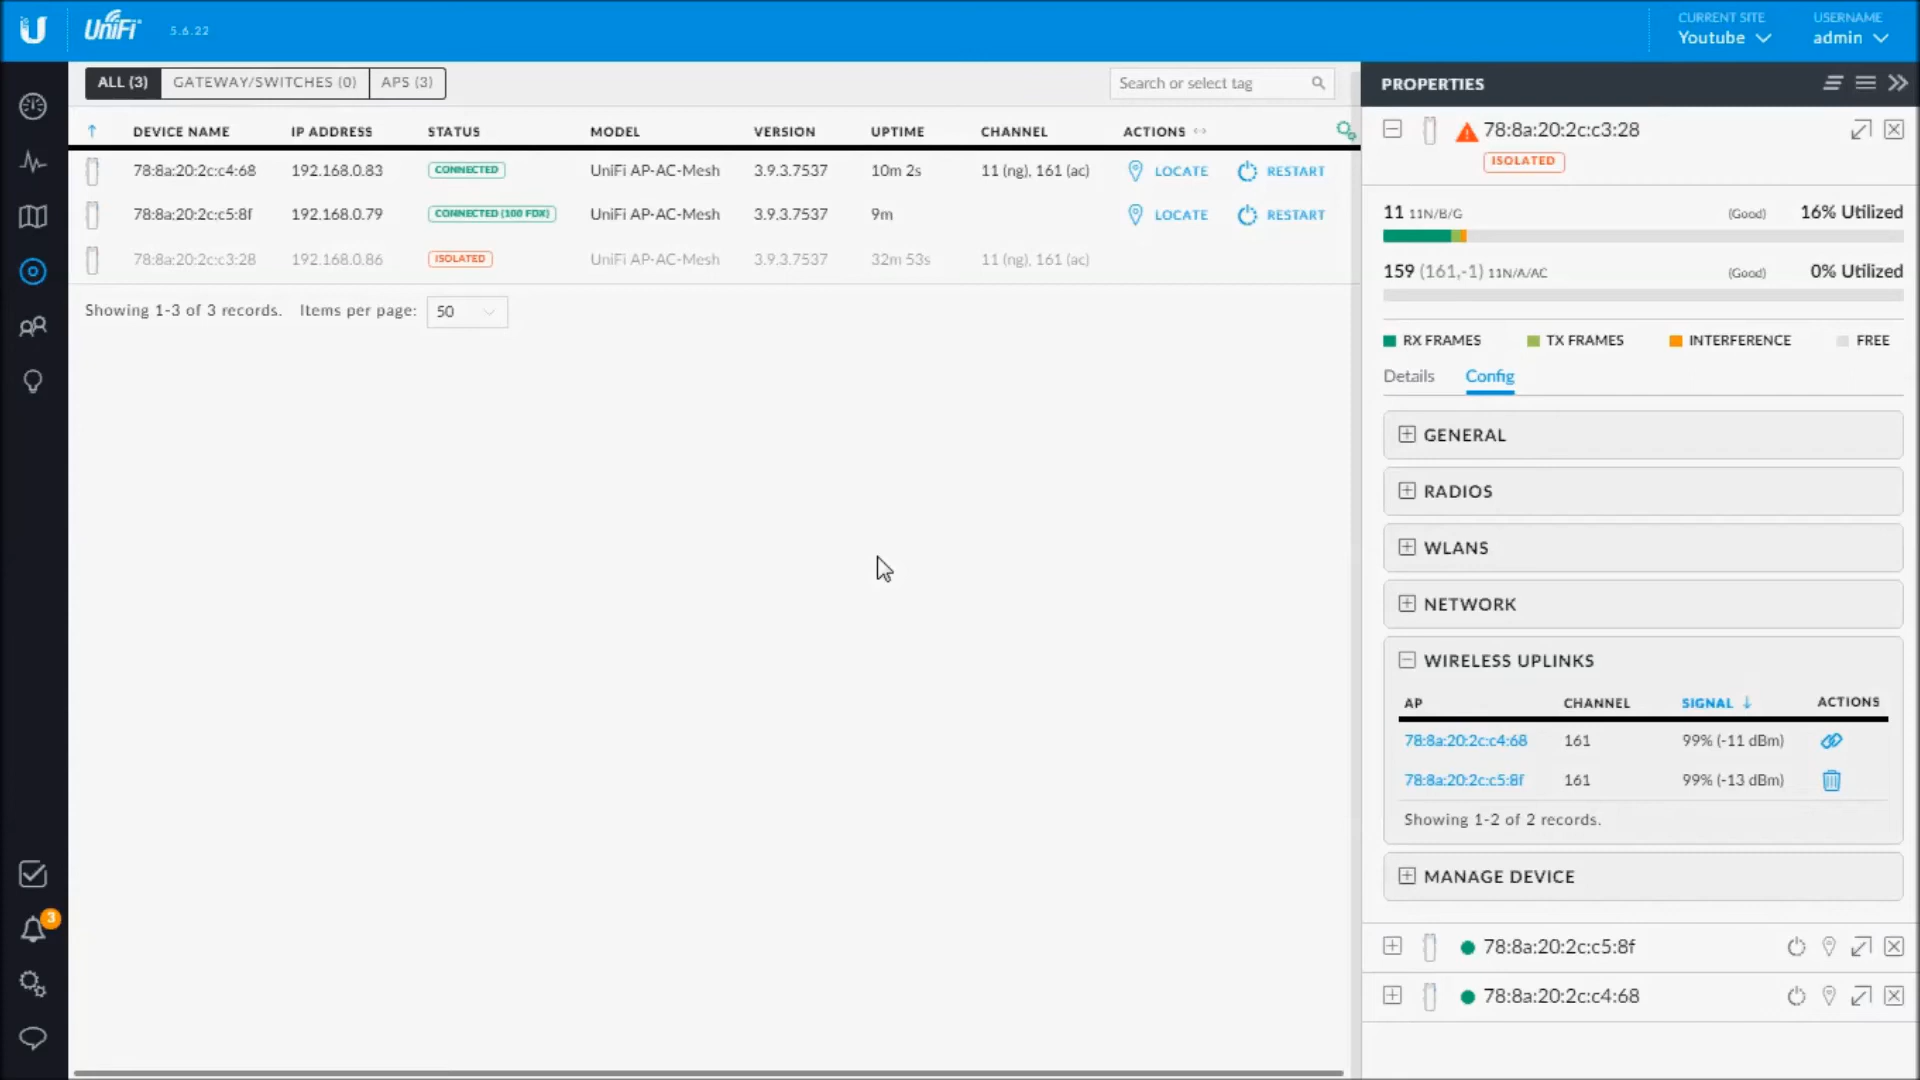 UniFi 5.6.22
CURRENT SITE
Youtube
USERNAME
admin
ALL (3) GATEWAY/SWITCHES (0) APS (3)
Search or select tag
DEVICE NAME IP ADDRESS STATUS MODEL VERSION UPTIME CHANNEL ACTIONS
78:8a:20:2c:c4:68 192.168.0.83 CONNECTED UniFi AP-AC-Mesh 3.9.3.7537 10m 2s 11 (ng), 161 (ac) LOCATE RESTART
78:8a:20:2c:c5:8f 192.168.0.79 CONNECTED (100 FDX) UniFi AP-AC-Mesh 3.9.3.7537 9m LOCATE RESTART
78:8a:20:2c:c3:28 192.168.0.86 ISOLATED UniFi AP-AC-Mesh 3.9.3.7537 32m 53s 11 (ng), 161 (ac)
Showing 1-3 of 3 records. Items per page: 50
3
PROPERTIES
78:8a:20:2c:c3:28
ISOLATED
11 11N/B/G (Good) 16% Utilized
159 (161,-1) 11N/A/AC (Good) 0% Utilized
RX FRAMES TX FRAMES INTERFERENCE FREE
Details Config
GENERAL
RADIOS
WLANS
NETWORK
WIRELESS UPLINKS
AP CHANNEL SIGNAL ACTIONS
78:8a:20:2c:c4:68 161 99% (-11 dBm)
78:8a:20:2c:c5:8f 161 99% (-13 dBm)
Showing 1-2 of 2 records.
MANAGE DEVICE
78:8a:20:2c:c5:8f
78:8a:20:2c:c4:68